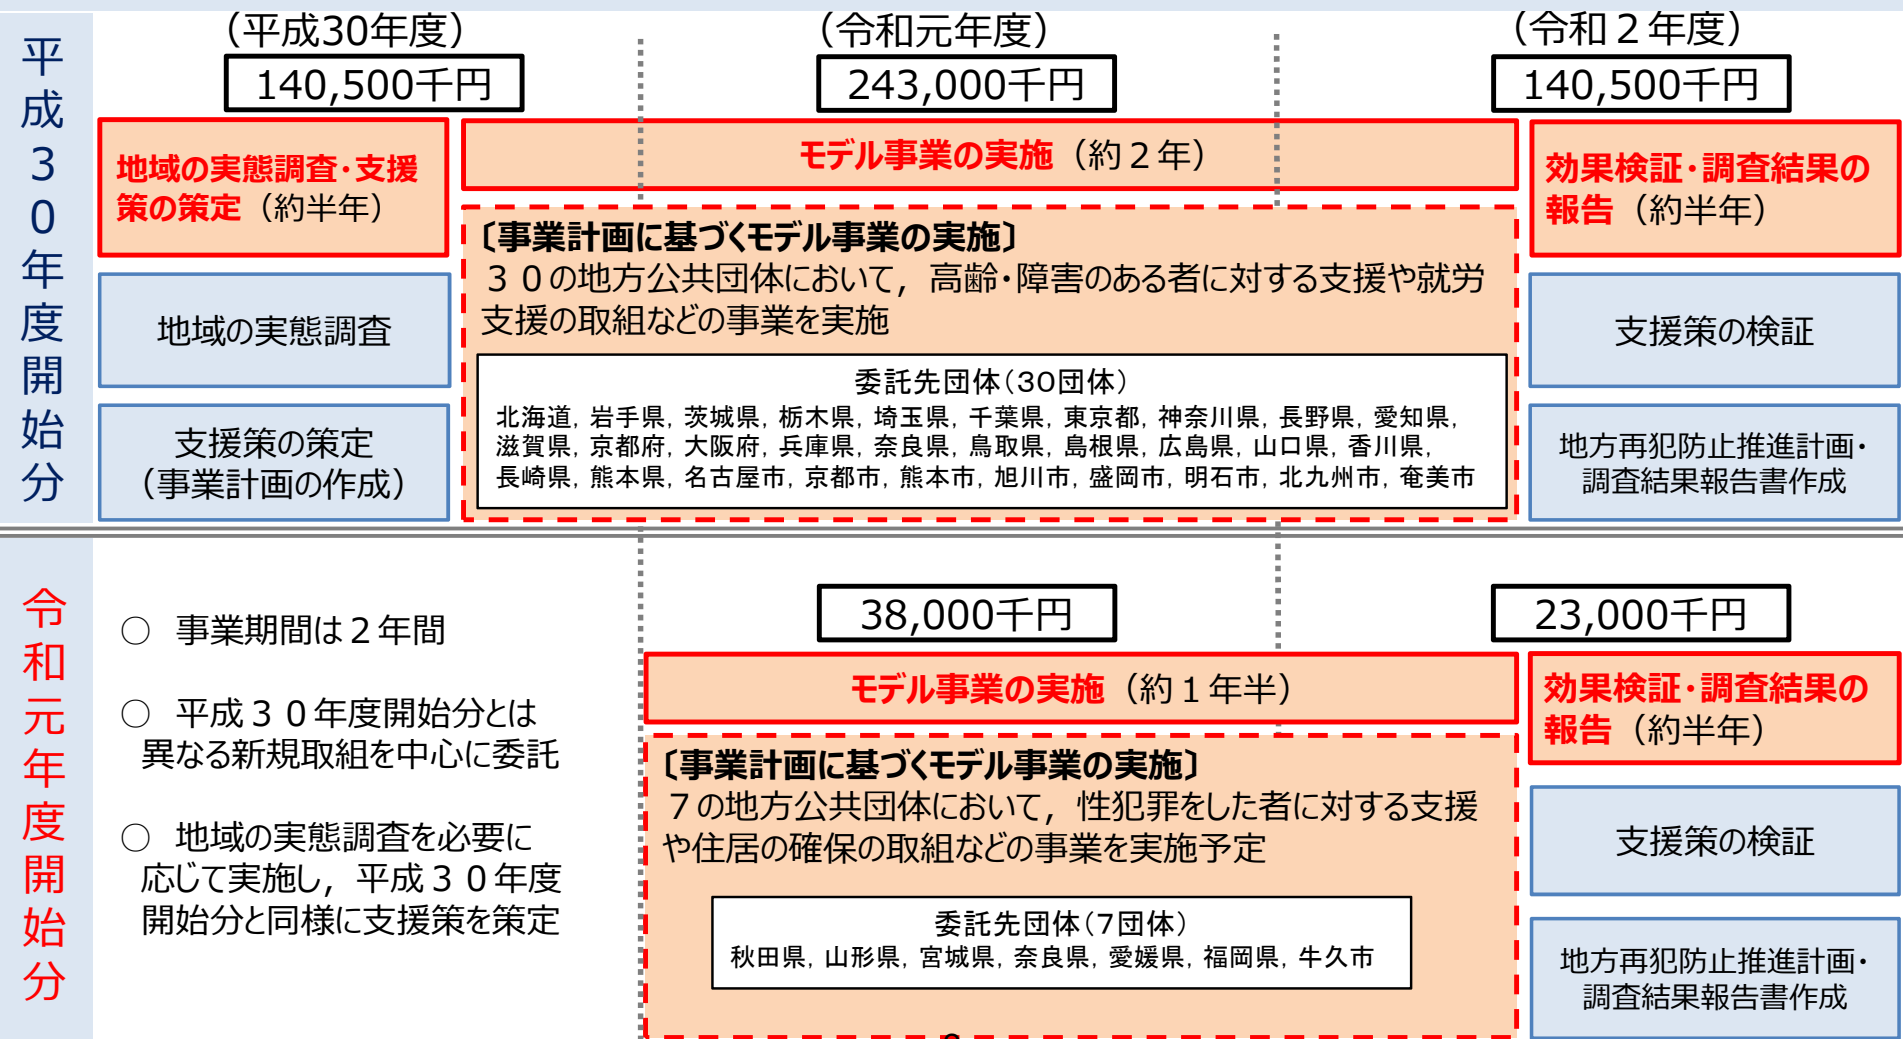 (平成30年度)
(令和元年度)
(令和２年度)
平成３０年度開始分
140,500千円
243,000千円
140,500千円
地域の実態調査・支援
策の策定（約半年）
モデル事業の実施（約２年）
効果検証・調査結果の
報告（約半年）
地域の実態調査
支援策の策定
（事業計画の作成）
〔事業計画に基づくモデル事業の実施〕
３０の地方公共団体において，高齢・障害のある者に対する支援や就労
支援の取組などの事業を実施
委託先団体（３０団体）
北海道，岩手県，茨城県，栃木県，埼玉県，千葉県，東京都，神奈川県，長野県，愛知県，
滋賀県，京都府，大阪府，兵庫県，奈良県，鳥取県，島根県，広島県，山口県，香川県，
長崎県，熊本県，名古屋市，京都市，熊本市，旭川市，盛岡市，明石市，北九州市，奄美市
支援策の検証
地方再犯防止推進計画・
調査結果報告書作成
令和元年度開始分
○　事業期間は２年間
○　平成３０年度開始分とは
異なる新規取組を中心に委託
○　地域の実態調査を必要に
応じて実施し，平成３０年度
開始分と同様に支援策を策定
38,000千円
23,000千円
モデル事業の実施（約１年半）
効果検証・調査結果の
報告（約半年）
〔事業計画に基づくモデル事業の実施〕
７の地方公共団体において，性犯罪をした者に対する支援
や住居の確保の取組などの事業を実施予定
委託先団体（７団体）
秋田県，山形県，宮城県，奈良県，愛媛県，福岡県，牛久市
支援策の検証
地方再犯防止推進計画・
調査結果報告書作成